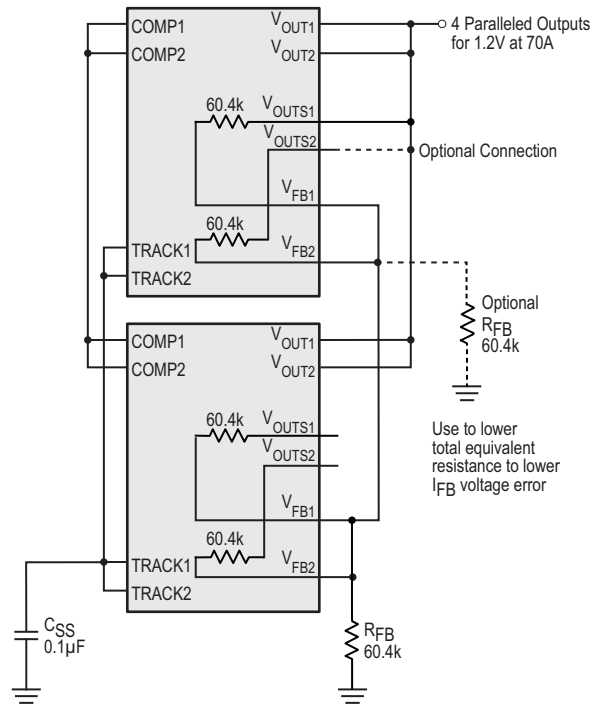 COMP1
COMP2
VOUT1
VOUT2
4 Paralleled Outputs
for 1.2V at 70A
60.4k
VOUTS1
VOUTS2
Optional Connection
VFB1
60.4k
VFB2
TRACK1
TRACK2
Optional
RFB
60.4k
COMP1
COMP2
VOUT1
VOUT2
60.4k
VOUTS1
VOUTS2
Use to lower
total equivalent
resistance to lower
IFB voltage error
VFB1
60.4k
VFB2
TRACK1
TRACK2
CSS
0.1µF
RFB
60.4k